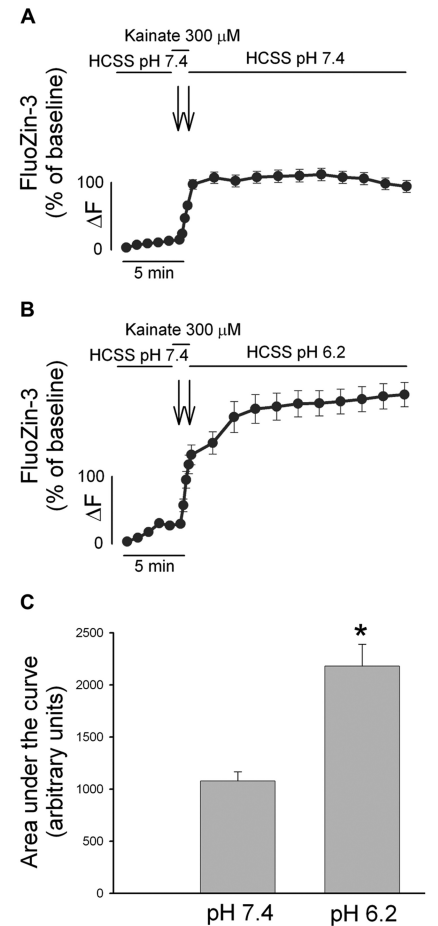 A
Kainate 300 μM
HCSS pH 7.4
HCSS pH 7.4
FluoZin-3
(% of baseline)
ΔF
100
0
5 min
B
Kainate 300 μM
HCSS pH 7.4
HCSS pH 6.2
FluoZin-3
(% of baseline)
ΔF
100
0
5 min
C
Area under the curve
(arbitrary units)
2500
2000
1500
1000
500
0
*
pH 7.4
pH 6.2